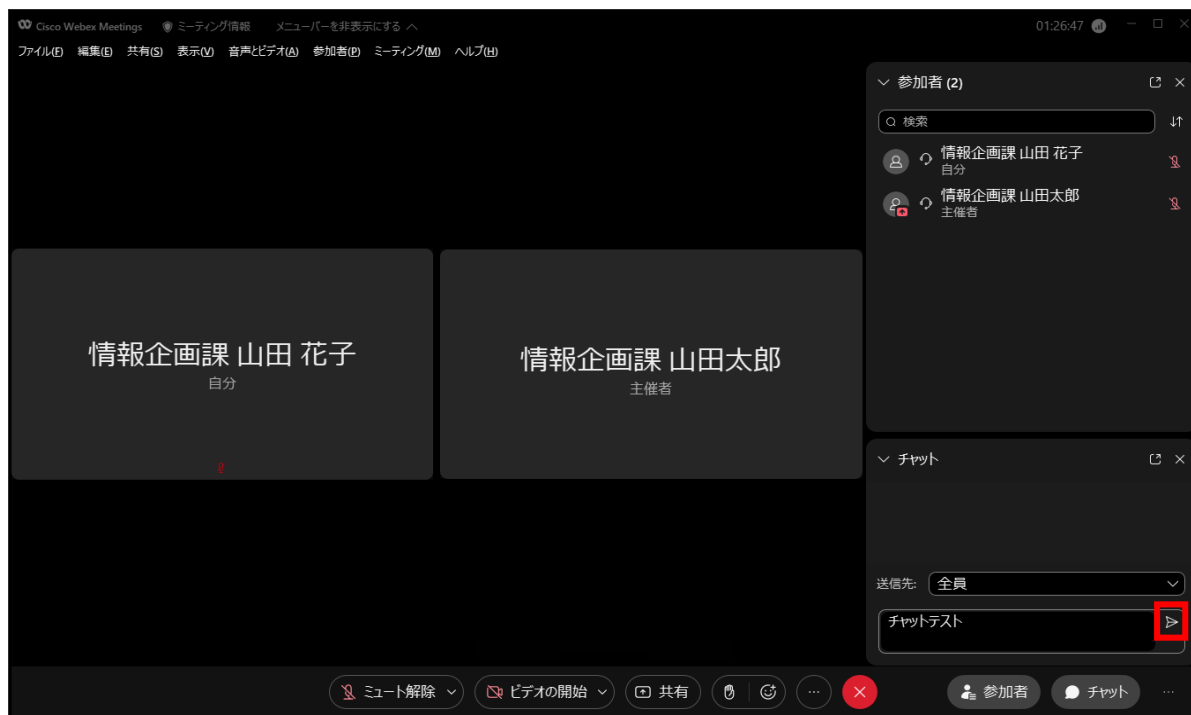 Cisco Webex Meetings ミーティング情報 メニューバーを非表示にする 01:26:47
ファイル(F) 編集(E) 共有(S) 表示(V) 音声とビデオ(A) 参加者(P) ミーティング(M) ヘルプ(H)
参加者 (2)
検索
情報企画課 山田 花子
自分
情報企画課 山田太郎
主催者
情報企画課 山田 花子
自分
情報企画課 山田太郎
主催者
チャット
送信先: 全員
チャットテスト
ミュート解除 ビデオの開始 共有 参加者 チャット